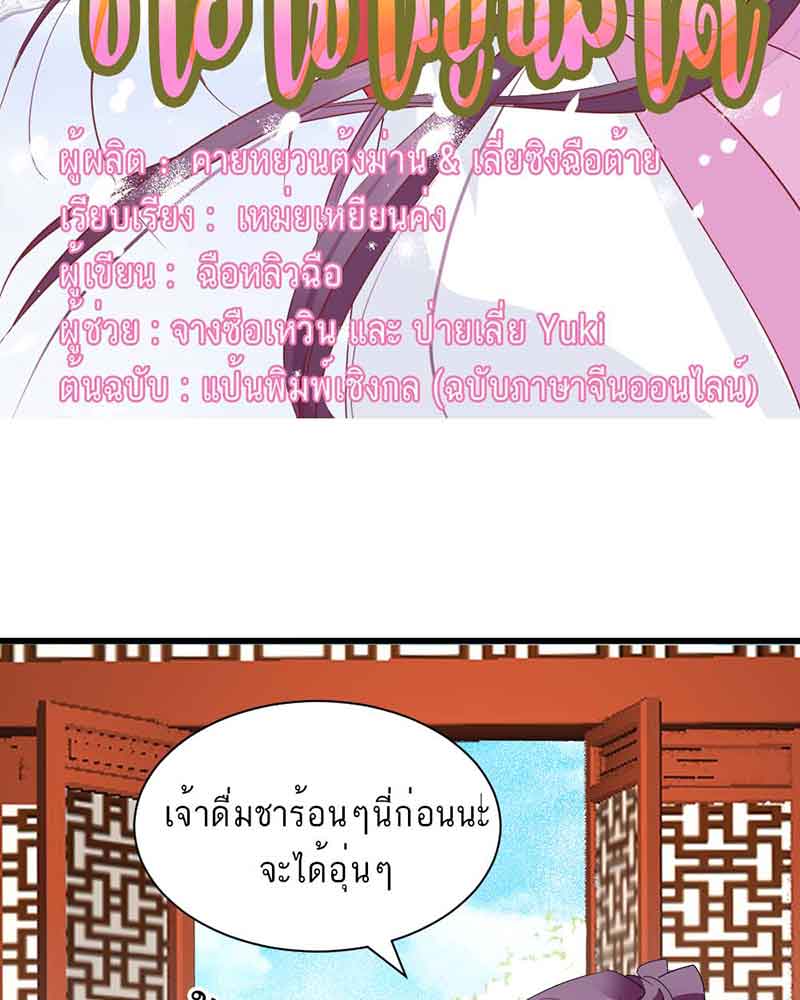 ผู้ผลิต : คายหยวนต้งม่าน & เลี่ยซิงฉือต้าย
เรียบเรียง : เหม่ยเหยียนค่ง
ผู้เขียน : ฉือหลิวฉือ
ผู้ช่วย : จางซือเหวิน และ ป่ายเลี่ย Yuki
ต้นฉบับ : แป้นพิมพ์เชิงกล (ฉบับภาษาจีนออนไลน์)
เจ้าดื่มชาร้อนๆนี่ก่อนนะ
จะได้อุ่นๆ